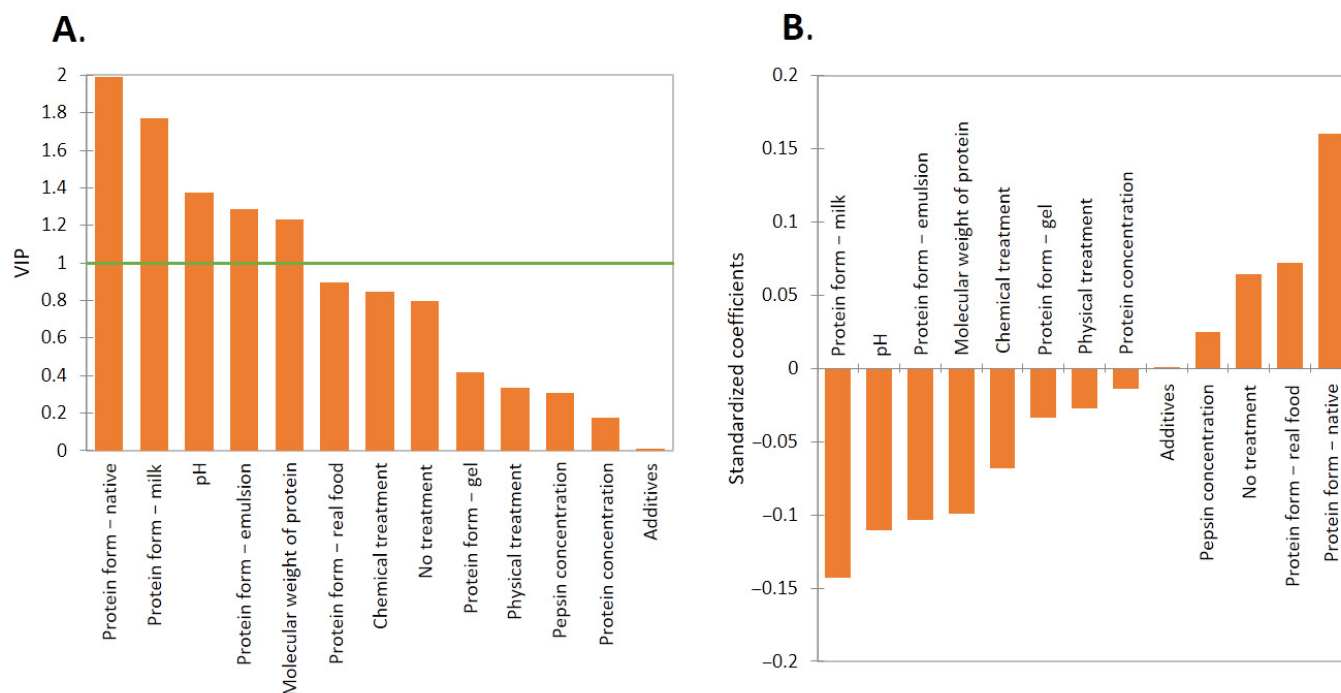 A.
VIP
2
1.8
1.6
1.4
1.2
1
0.8
0.6
0.4
0.2
0
Protein form – native
Protein form – milk
pH
Protein form – emulsion
Molecular weight of protein
Protein form – real food
Chemical treatment
No treatment
Protein form – gel
Physical treatment
Pepsin concentration
Protein concentration
Additives
B.
Standardized coefficients
0.2
0.15
0.1
0.05
0
–0.05
–0.1
–0.15
–0.2
Protein form – milk
pH
Protein form – emulsion
Molecular weight of protein
Chemical treatment
Protein form – gel
Physical treatment
Protein concentration
Additives
Pepsin concentration
No treatment
Protein form – real food
Protein form – native